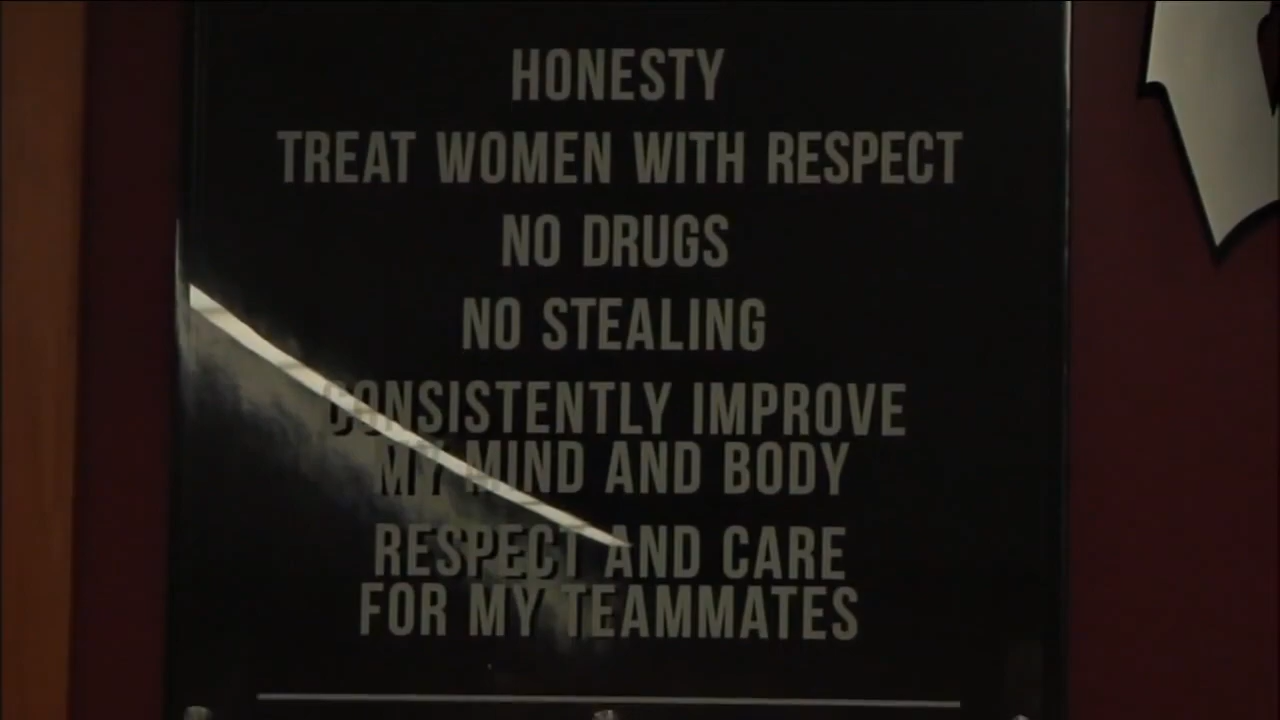 HONESTY
TREAT WOMEN WITH RESPECT
NO DRUGS
NO STEALING
CONSISTENTLY IMPROVE
MY MIND AND BODY
RESPECT AND CARE
FOR MY TEAMMATES